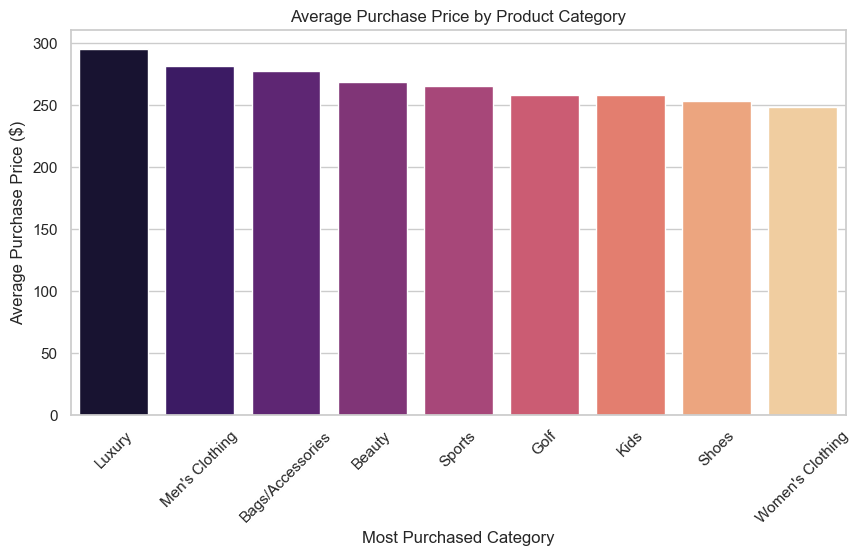 Average Purchase Price by Product Category
Average Purchase Price ($)
300
250
200
150
100
50
0
Luxury
Men's Clothing
Bags/Accessories
Beauty
Sports
Golf
Kids
Shoes
Women's Clothing
Most Purchased Category